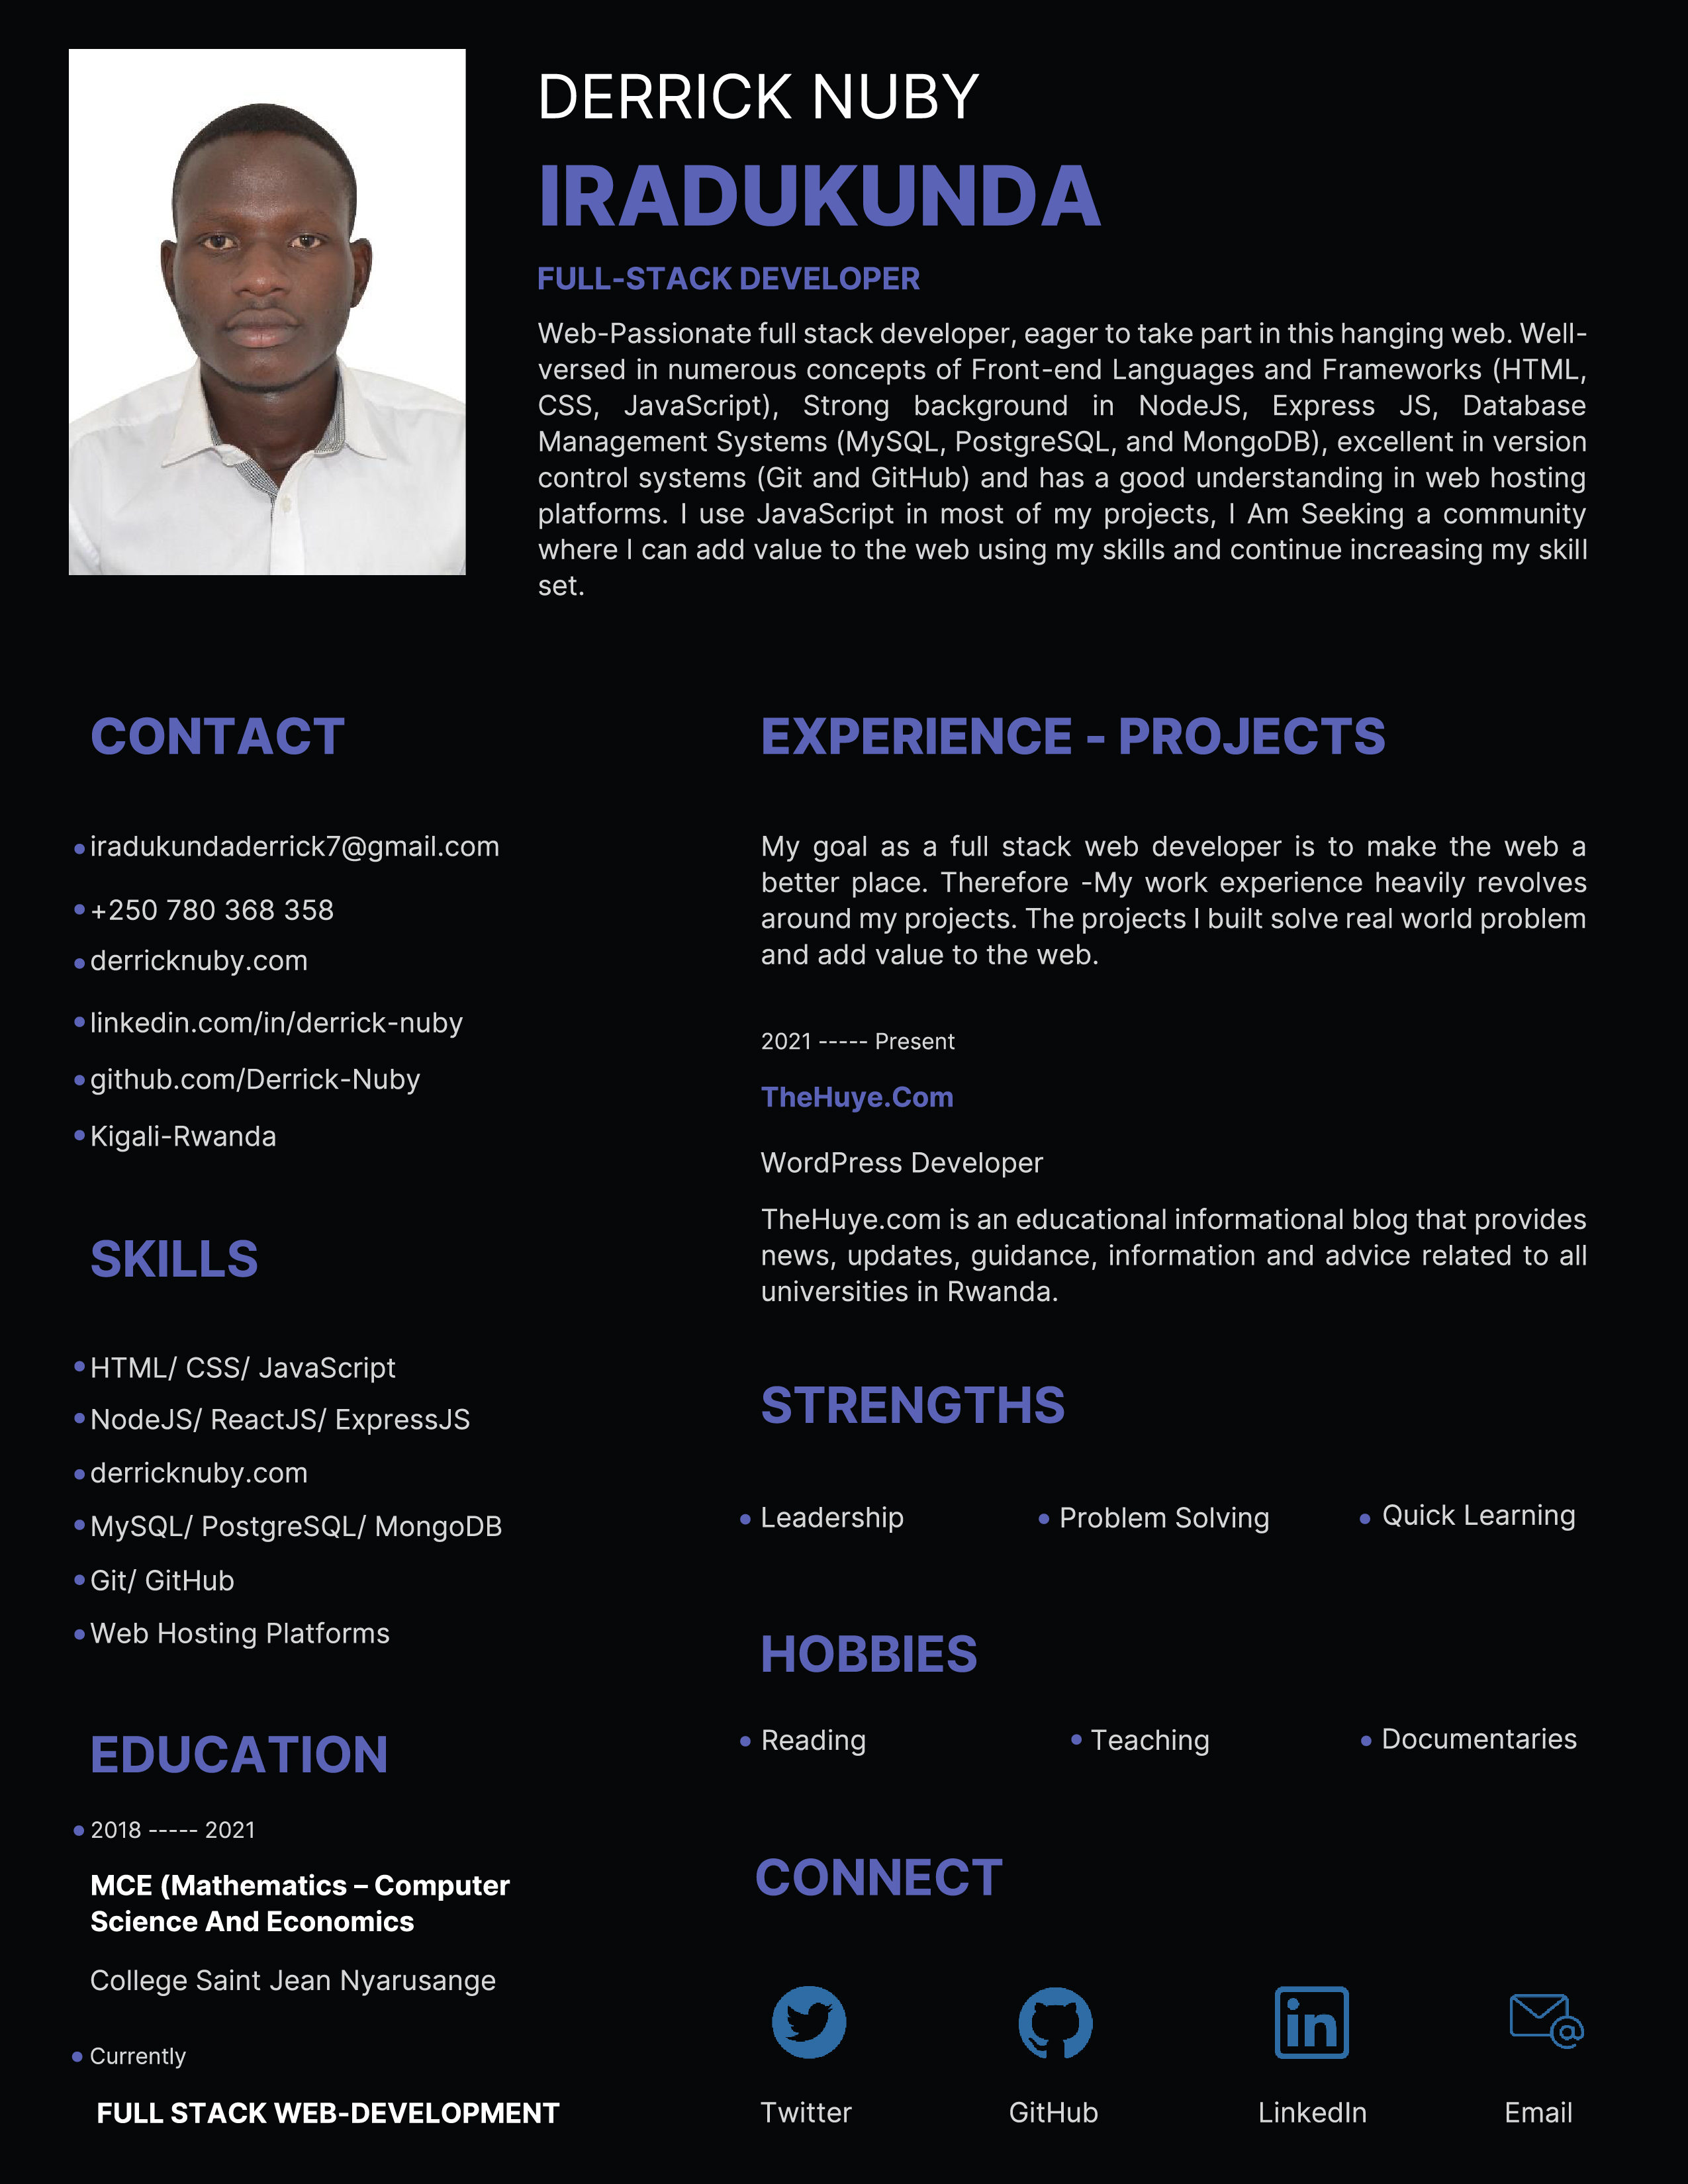 DERRICK NUBY
IRADUKUNDA
FULL-STACK DEVELOPER
Web-Passionate full stack developer, eager to take part in this hanging web. Well-
versed in numerous concepts of Front-end Languages and Frameworks (HTML,
CSS, JavaScript), Strong background in NodeJS, Express JS, Database
Management Systems (MySQL, PostgreSQL, and MongoDB), excellent in version
control systems (Git and GitHub) and has a good understanding in web hosting
platforms. I use JavaScript in most of my projects, I Am Seeking a community
where I can add value to the web using my skills and continue increasing my skill
set.
CONTACT
iradukundaderrick7@gmail.com
+250 780 368 358
derricknuby.com
linkedin.com/in/derrick-nuby
github.com/Derrick-Nuby
Kigali-Rwanda
SKILLS
HTML/ CSS/ JavaScript
NodeJS/ ReactJS/ ExpressJS
derricknuby.com
MySQL/ PostgreSQL/ MongoDB
Git/ GitHub
Web Hosting Platforms
EDUCATION
2018 ----- 2021
MCE (Mathematics – Computer
Science And Economics
College Saint Jean Nyarusange
Currently
FULL STACK WEB-DEVELOPMENT
EXPERIENCE - PROJECTS
My goal as a full stack web developer is to make the web a
better place. Therefore -My work experience heavily revolves
around my projects. The projects I built solve real world problem
and add value to the web.
2021 ----- Present
TheHuye.Com
WordPress Developer
TheHuye.com is an educational informational blog that provides
news, updates, guidance, information and advice related to all
universities in Rwanda.
STRENGTHS
Leadership
Problem Solving
Quick Learning
HOBBIES
Reading
Teaching
Documentaries
CONNECT
Twitter
GitHub
LinkedIn
Email